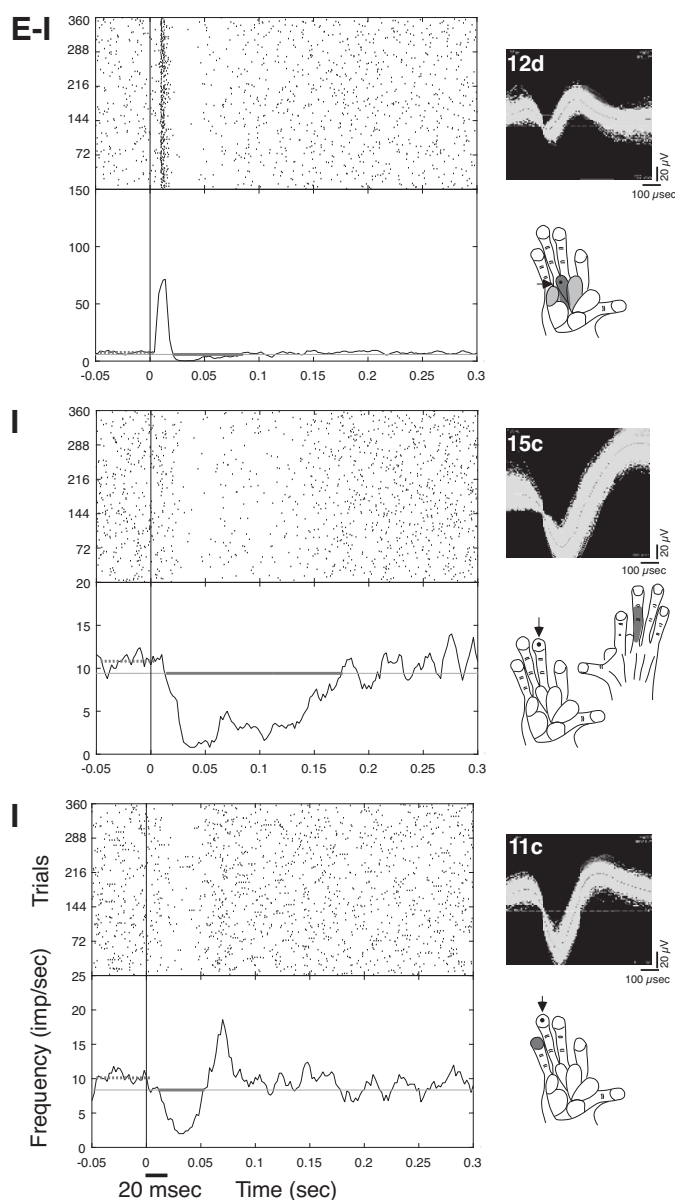 E-I
360
288
216
144
72
150
100
50
0
-0.05 0 0.05 0.1 0.15 0.2 0.25 0.3
12d
20 µV
100 µsec
I
360
288
216
144
72
20
15
10
5
0
-0.05 0 0.05 0.1 0.15 0.2 0.25 0.3
15c
20 µV
100 µsec
I
360
288
216
144
72
Trials
25
20
15
10
5
0
Frequency (imp/sec)
-0.05 0 0.05 0.1 0.15 0.2 0.25 0.3
20 msec Time (sec)
11c
20 µV
100 µsec